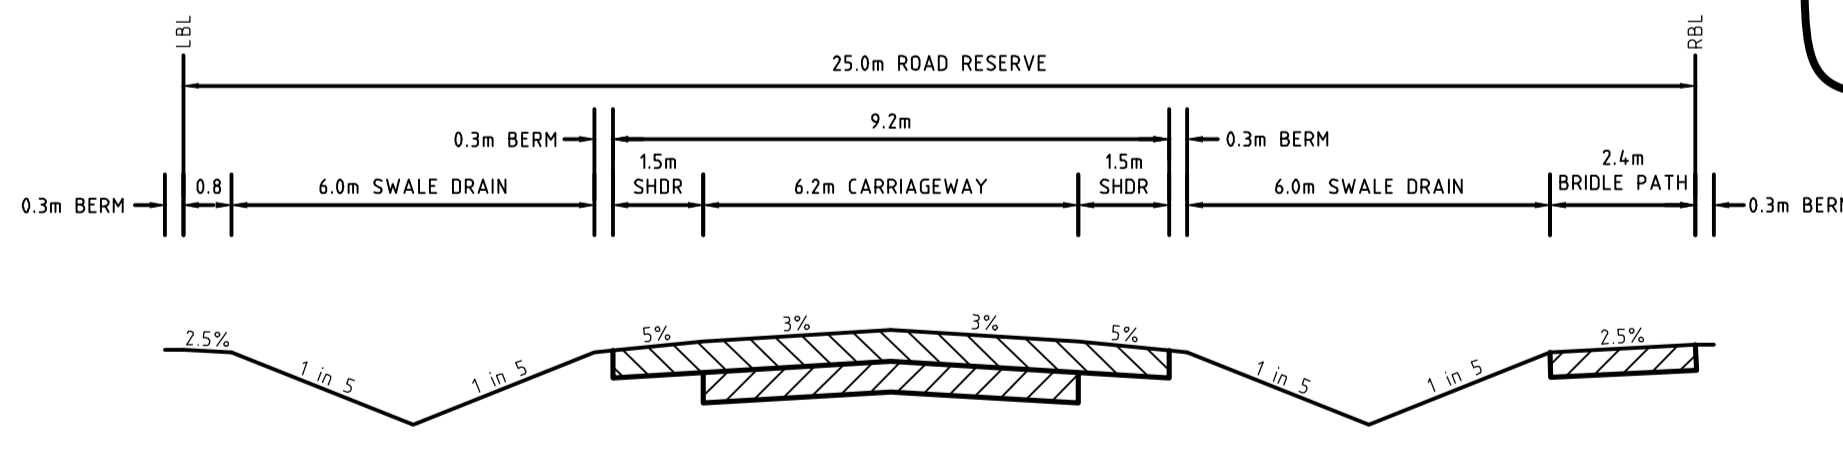 LBL
RBL
25.0m ROAD RESERVE
9.2m
0.3m BERM
0.3m BERM
1.5m
SHDR
1.5m
SHDR
2.4m
BRIDLE PATH
0.8
6.0m SWALE DRAIN
6.2m CARRIAGEWAY
6.0m SWALE DRAIN
0.3m BERM
0.3m BERM
2.5%
1 in 5
1 in 5
5%
3%
3%
5%
1 in 5
1 in 5
2.5%